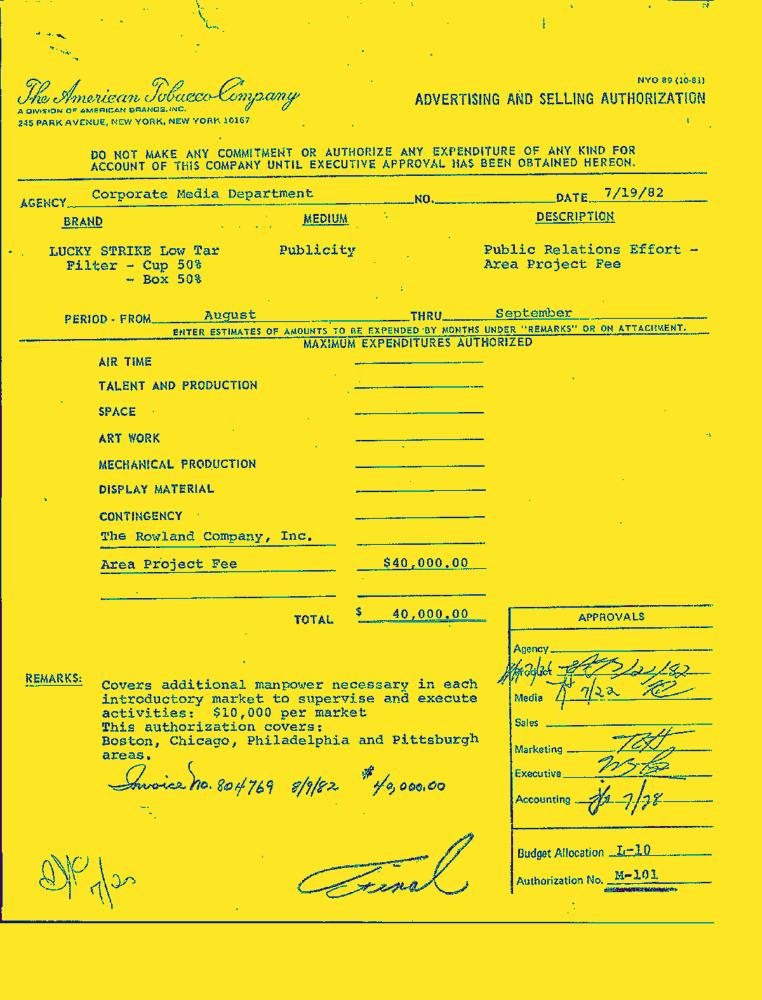 NYO 89 (10-81)
The American Tobacco Company
A DIVISION OF AMERICAN BRANDS, INC.
245 PARK AVENUE, NEW YORK, NEW YORK 10167
ADVERTISING AND SELLING AUTHORIZATION
DO NOT MAKE ANY COMMITMENT OR AUTHORIZE ANY EXPENDITURE OF ANY KIND FOR
ACCOUNT OF THIS COMPANY UNTIL EXECUTIVE APPROVAL HAS BEEN OBTAINED HEREON.
AGENCY Corporate Media Department NO. DATE 7/19/82
BRAND MEDIUM DESCRIPTION
LUCKY STRIKE Low Tar Publicity Public Relations Effort -
Filter - Cup 50% Area Project Fee
- Box 50%
PERIOD - FROM August THRU September
ENTER ESTIMATES OF AMOUNTS TO BE EXPENDED BY MONTHS UNDER "REMARKS" OR ON ATTACHMENT.
MAXIMUM EXPENDITURES AUTHORIZED
AIR TIME
TALENT AND PRODUCTION
SPACE
ART WORK
MECHANICAL PRODUCTION
DISPLAY MATERIAL
CONTINGENCY
The Rowland Company, Inc.
Area Project Fee $40,000.00
TOTAL $ 40,000.00
APPROVALS
Agency
Product 7/21/82
Media 7/22
Sales
Marketing
Executive
Accounting 7/28
Budget Allocation L-10
Authorization No. M-101
REMARKS:
Covers additional manpower necessary in each
introductory market to supervise and execute
activities: $10,000 per market
This authorization covers:
Boston, Chicago, Philadelphia and Pittsburgh
areas.
Invoice No. 804769 8/9/82 $40,000.00
7/20
Final